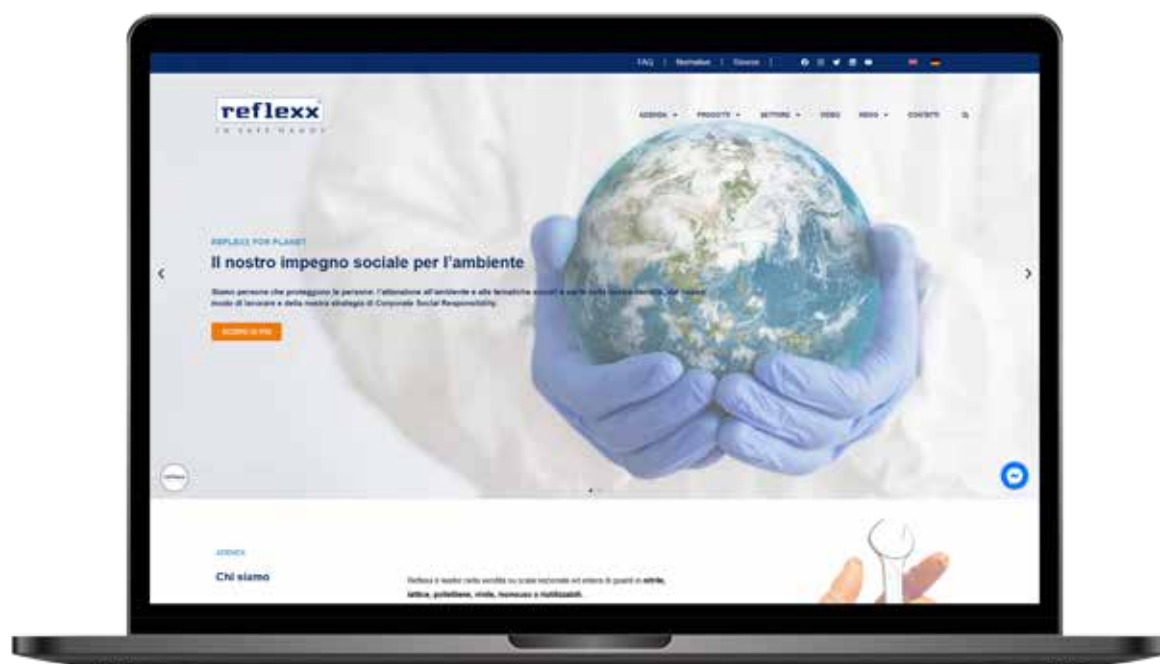 FAQ | Normative | Risorse |
reflexx
IN SAFE HANDS
AZIENDA PRODOTTI SETTORE VIDEO NEWS CONTATTI
REFLEXX FOR PLANET
Il nostro impegno sociale per l'ambiente
Siamo persone che proteggono le persone: l'attenzione all'ambiente e alle tematiche sociali è parte della nostra identità, del nostro
modo di lavorare e della nostra strategia di Corporate Social Responsibility.
SCOPRI DI PIÙ
reflexx
AZIENDA
Chi siamo
Reflexx è leader nella vendita su scala nazionale ed estera di guanti in nitrile,
lattice, polietilene, vinile, monouso o riutilizzabili.